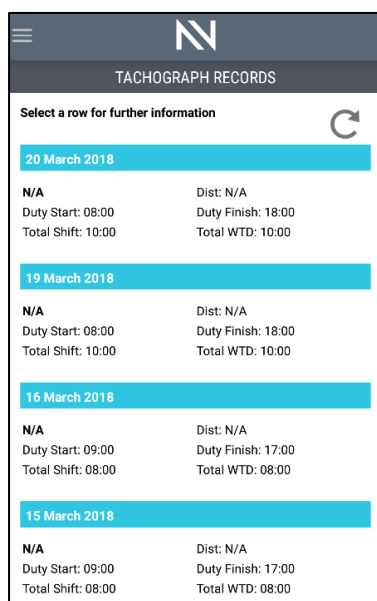 TACHOGRAPH RECORDS
Select a row for further information
20 March 2018
N/A Dist: N/A
Duty Start: 08:00 Duty Finish: 18:00
Total Shift: 10:00 Total WTD: 10:00
19 March 2018
N/A Dist: N/A
Duty Start: 08:00 Duty Finish: 18:00
Total Shift: 10:00 Total WTD: 10:00
16 March 2018
N/A Dist: N/A
Duty Start: 09:00 Duty Finish: 17:00
Total Shift: 08:00 Total WTD: 08:00
15 March 2018
N/A Dist: N/A
Duty Start: 09:00 Duty Finish: 17:00
Total Shift: 08:00 Total WTD: 08:00